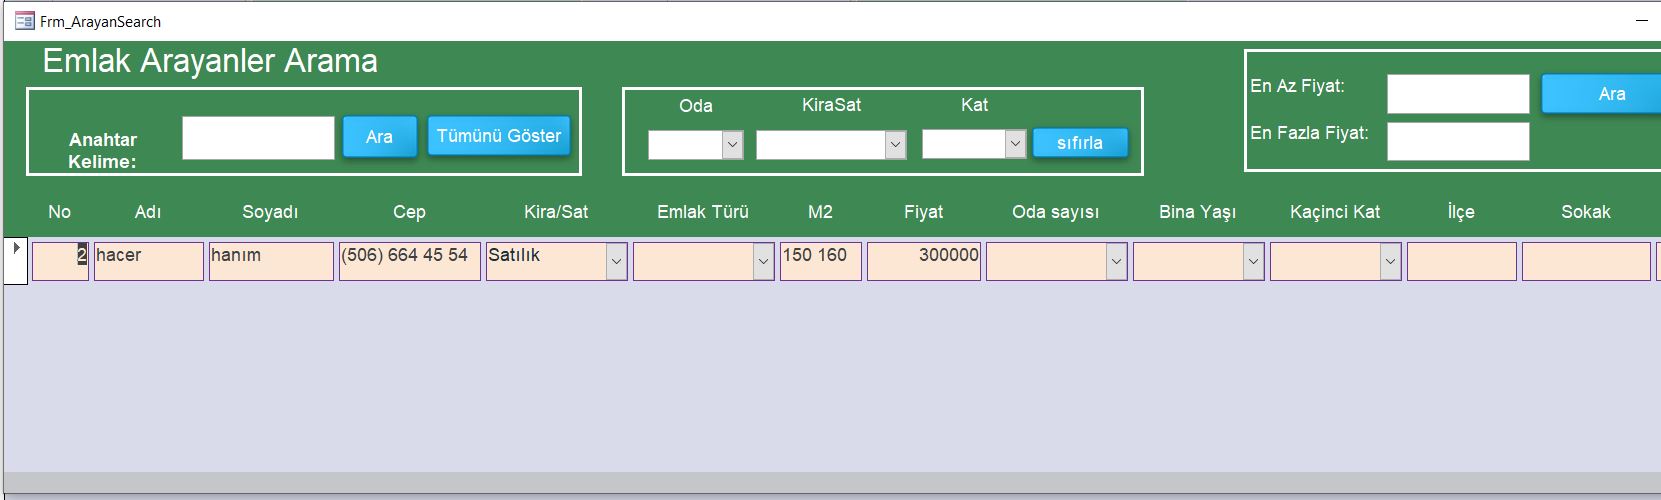 Frm_ArayanSearch
Emlak Arayanler Arama
Anahtar
Kelime:
Ara
Tümünü Göster
Oda
KiraSat
Kat
sıfırla
En Az Fiyat:
Ara
En Fazla Fiyat:
No Adı Soyadı Cep Kira/Sat Emlak Türü M2 Fiyat Oda sayısı Bina Yaşı Kaçinci Kat İlçe Sokak
2 hacer hanım (506) 664 45 54 Satılık 150 160 300000